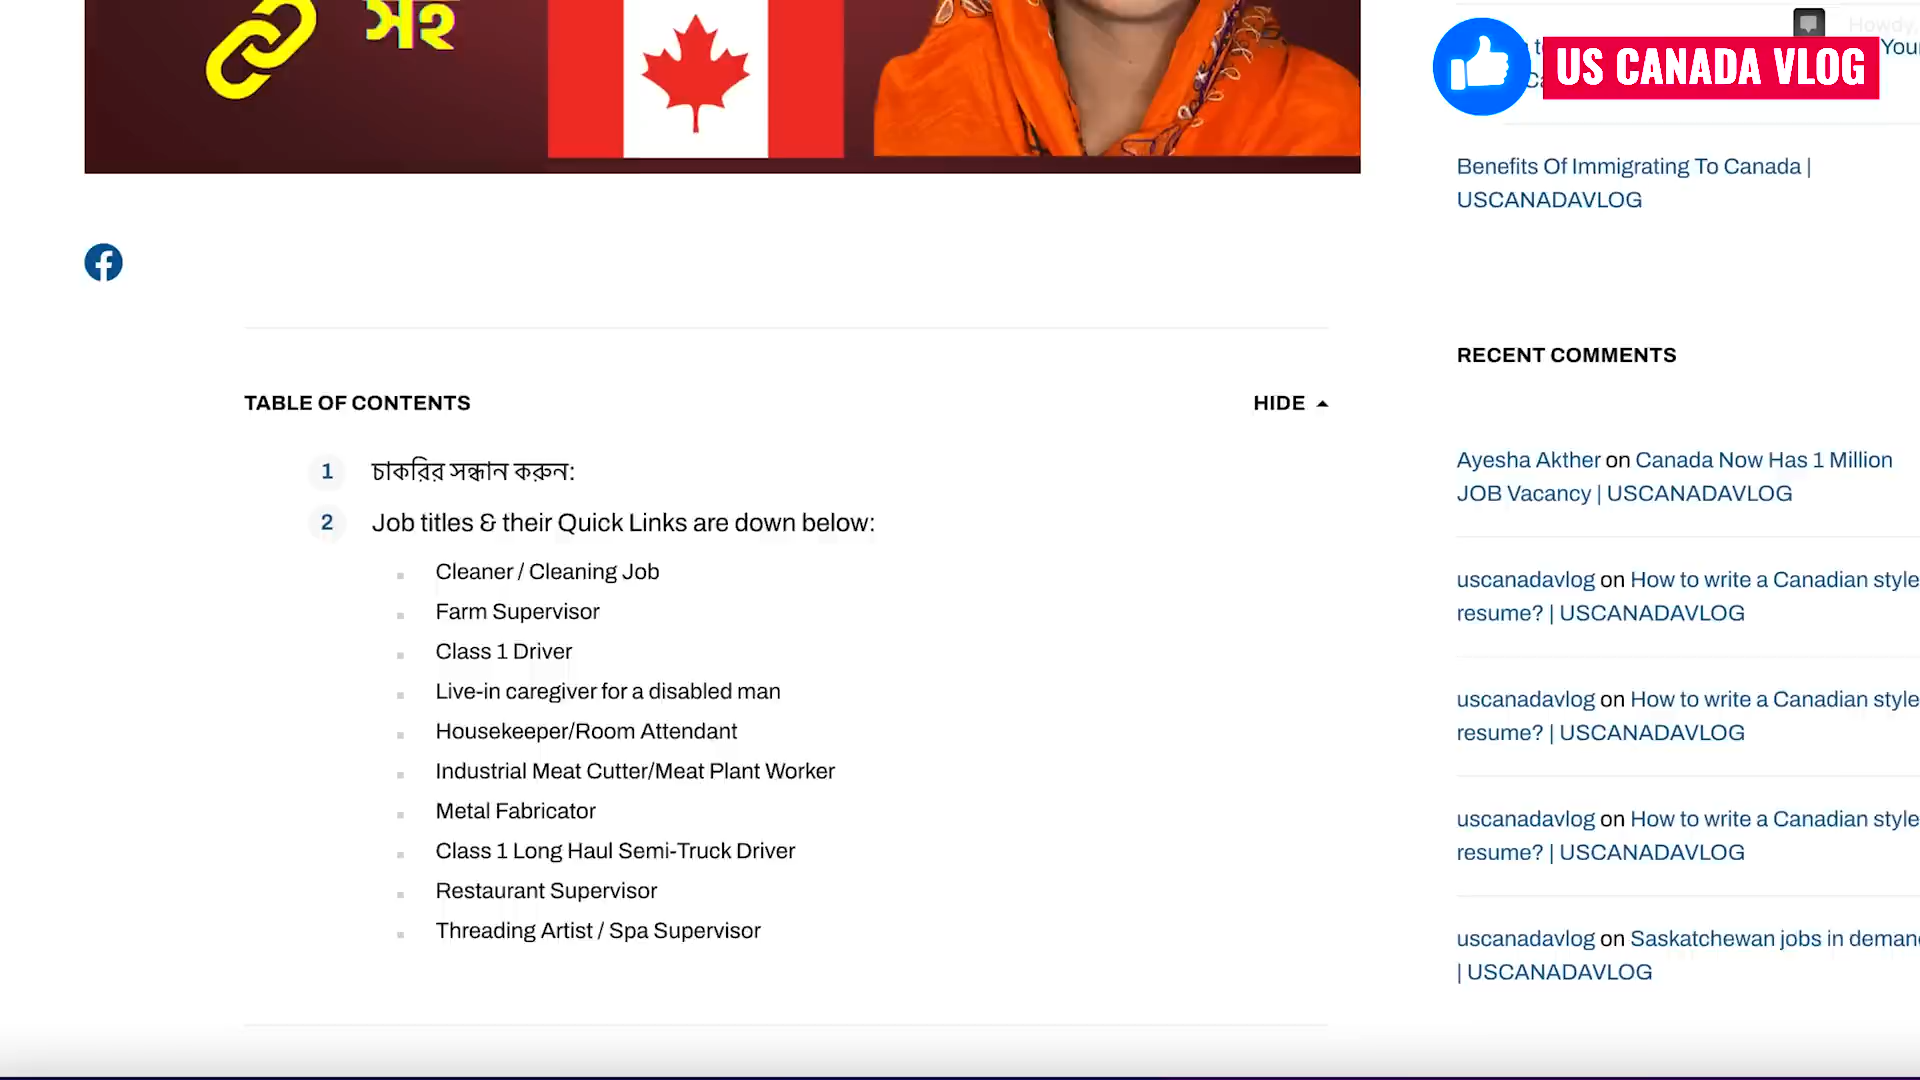 সহ
Howdy,
US CANADA VLOG
Benefits Of Immigrating To Canada |
USCANADAVLOG
TABLE OF CONTENTS
HIDE
1 চাকরির সন্ধান করুন:
2 Job titles & their Quick Links are down below:
Cleaner / Cleaning Job
Farm Supervisor
Class 1 Driver
Live-in caregiver for a disabled man
Housekeeper/Room Attendant
Industrial Meat Cutter/Meat Plant Worker
Metal Fabricator
Class 1 Long Haul Semi-Truck Driver
Restaurant Supervisor
Threading Artist / Spa Supervisor
RECENT COMMENTS
Ayesha Akther on Canada Now Has 1 Million
JOB Vacancy | USCANADAVLOG
uscanadavlog on How to write a Canadian style
resume? | USCANADAVLOG
uscanadavlog on How to write a Canadian style
resume? | USCANADAVLOG
uscanadavlog on How to write a Canadian style
resume? | USCANADAVLOG
uscanadavlog on Saskatchewan jobs in deman
| USCANADAVLOG